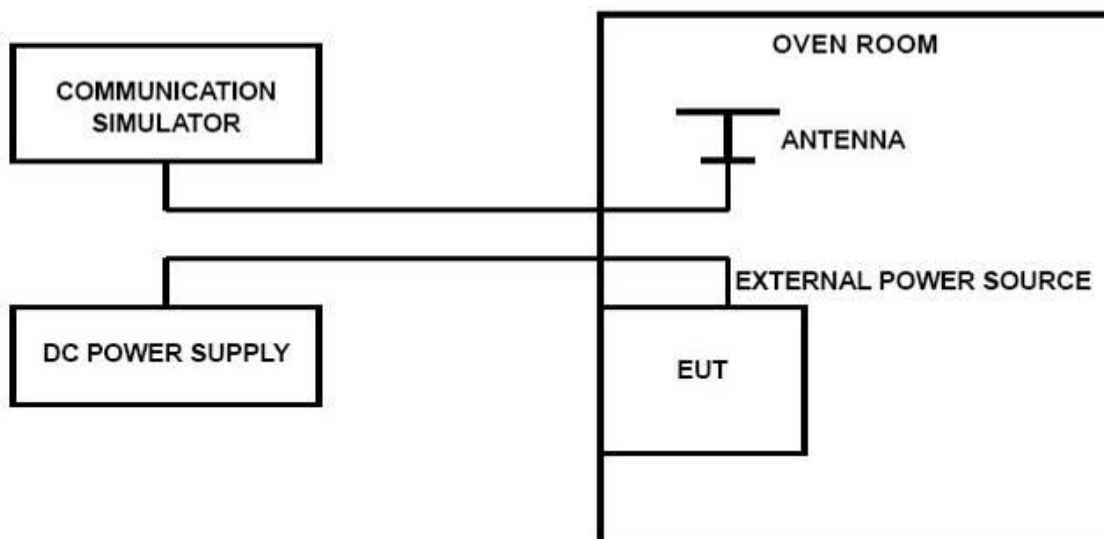 OVEN ROOM
COMMUNICATION
SIMULATOR
ANTENNA
EXTERNAL POWER SOURCE
DC POWER SUPPLY
EUT